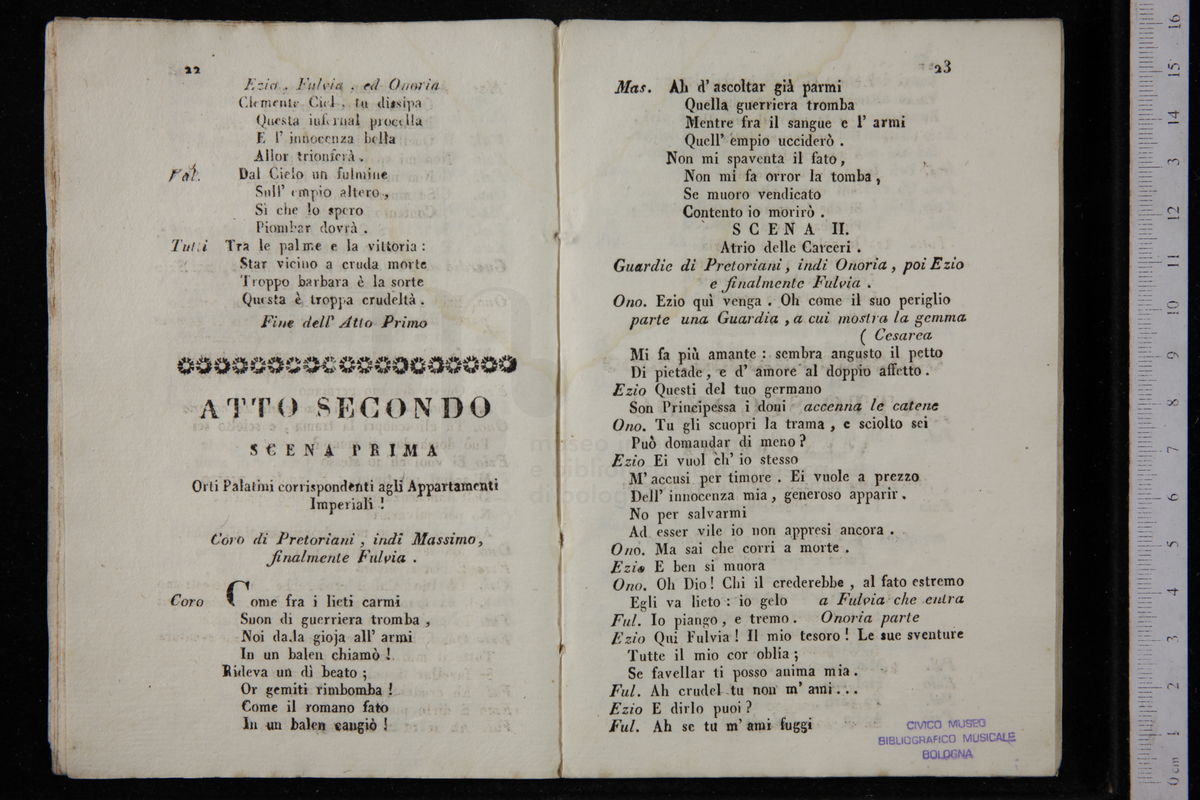 22
Ezio, Fulvia, ed Onoria
Clemente Ciel, tu dissipa
Questa infernal procella
E l' innocenza bella
Allor trionferà.
Val. Dal Cielo un fulmine
Sull' empio altero,
Sì che lo spero
Piombar dovrà.
Tutti Tra le palme e la vittoria:
Star vicino a cruda morte
Troppo barbara è la sorte
Questa è troppa crudeltà.
Fine dell' Atto Primo
ATTO SECONDO
SCENA PRIMA
Orti Palatini corrispondenti agli Appartamenti
Imperiali!
Coro di Pretoriani, indi Massimo,
finalmente Fulvia.
Coro Come fra i lieti carmi
Suon di guerriera tromba,
Noi dalla gioja all' armi
In un balen chiamò!
Rideva un dì beato;
Or gemiti rimbomba!
Come il romano fato
In un balen cangiò!
23
Mas. Ah d' ascoltar già parmi
Quella guerriera tromba
Mentre fra il sangue e l' armi
Quell' empio ucciderò.
Non mi spaventa il fato,
Non mi fa orror la tomba,
Se muoro vendicato
Contento io morirò.
SCENA II.
Atrio delle Carceri.
Guardie di Pretoriani, indi Onoria, poi Ezio
e finalmente Fulvia.
Ono. Ezio quì venga. Oh come il suo periglio
parte una Guardia, a cui mostra la gemma
( Cesarea
Mi fa più amante: sembra angusto il petto
Di pietade, e d' amore al doppio affetto.
Ezio Questi del tuo germano
Son Principessa i doni accenna le catene
Ono. Tu gli scuopri la trama, e sciolto sei
Può domandar di meno?
Ezio Ei vuol ch' io stesso
M' accusi per timore. Ei vuole a prezzo
Dell' innocenza mia, generoso apparir.
No per salvarmi
Ad esser vile io non appresi ancora.
Ono. Ma sai che corri a morte.
Ezio E ben si muora
Ono. Oh Dio! Chi il crederebbe, al fato estremo
Egli va lieto: io gelo a Fulvia che entra
Ful. Io piango, e tremo. Onoria parte
Ezio Qui Fulvia! Il mio tesoro! Le sue sventure
Tutte il mio cor oblia;
Se favellar ti posso anima mia.
Ful. Ah crudel tu non m' ami...
Ezio E dirlo puoi?
Ful. Ah se tu m' ami fuggi
CIVICO MUSEO
BIBLIOGRAFICO MUSICALE
BOLOGNA